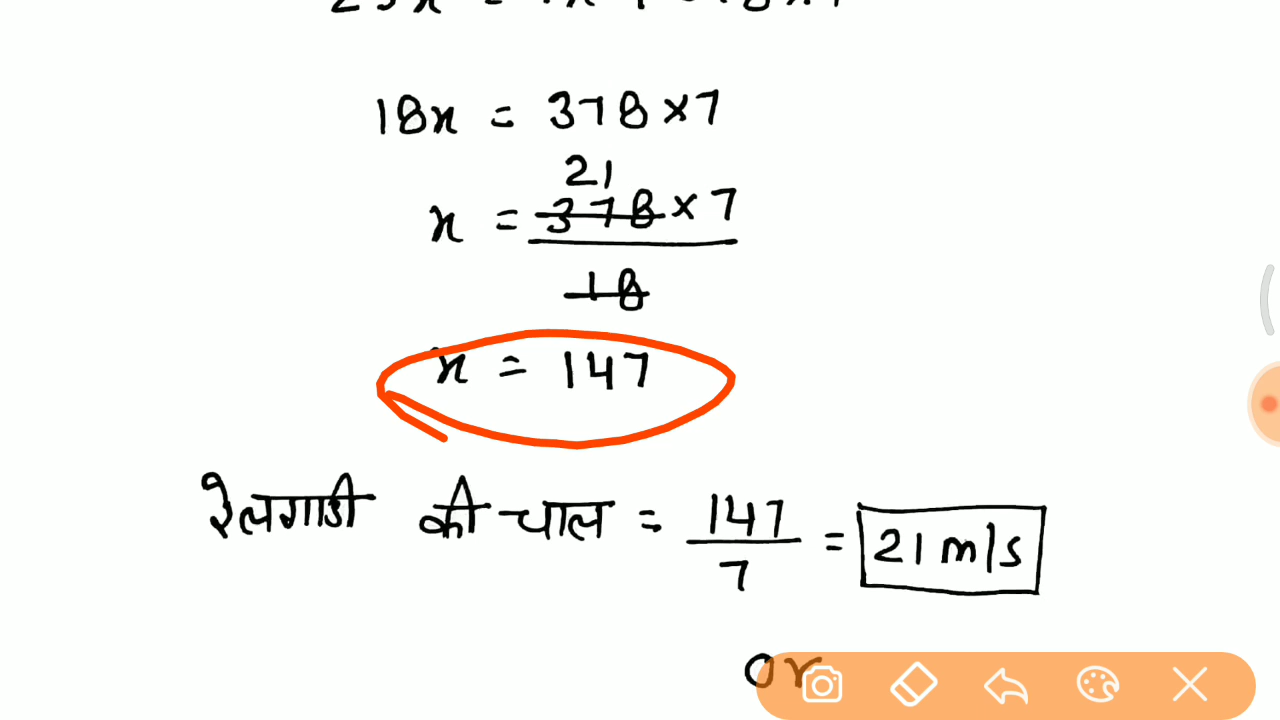 18x = 378×7
21
x = 378×7
18
x = 147
रेलगाडी की चाल = 147/7 = 21 m/s
or